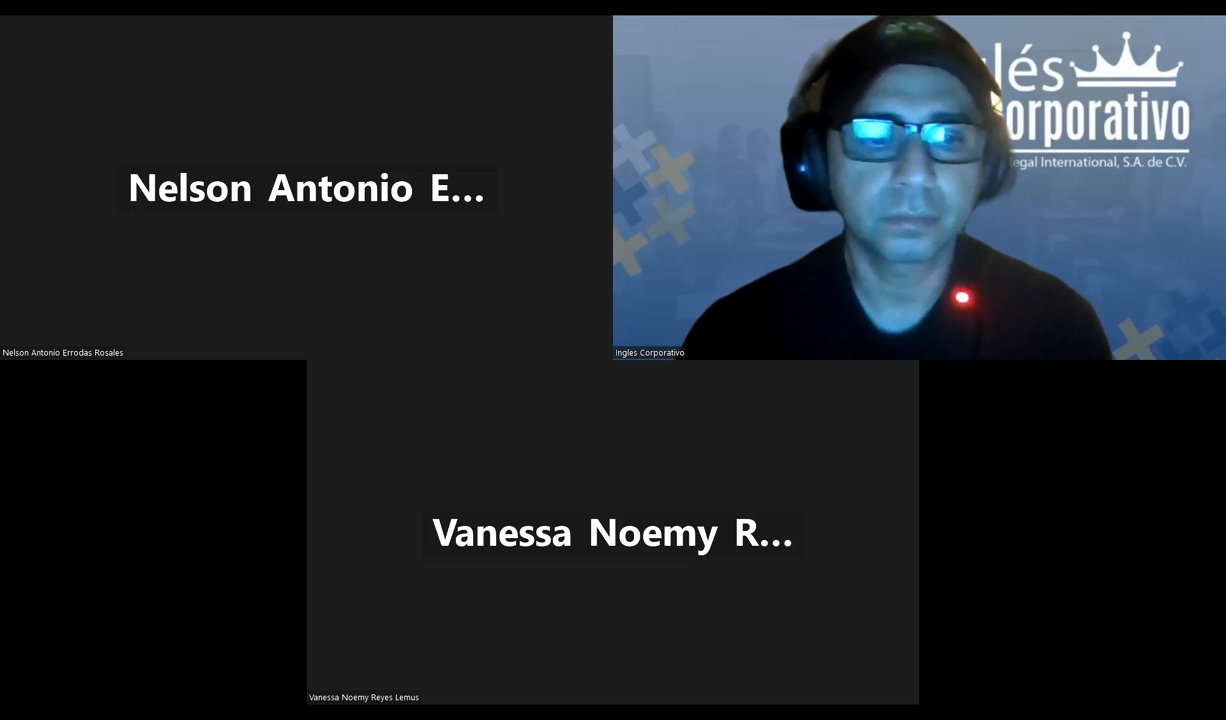 Nelson Antonio E...
Nelson Antonio Errodas Rosales
lés
orporativo
egal International, S.A. de C.V.
Ingles Corporativo
Vanessa Noemy R...
Vanessa Noemy Reyes Lemus